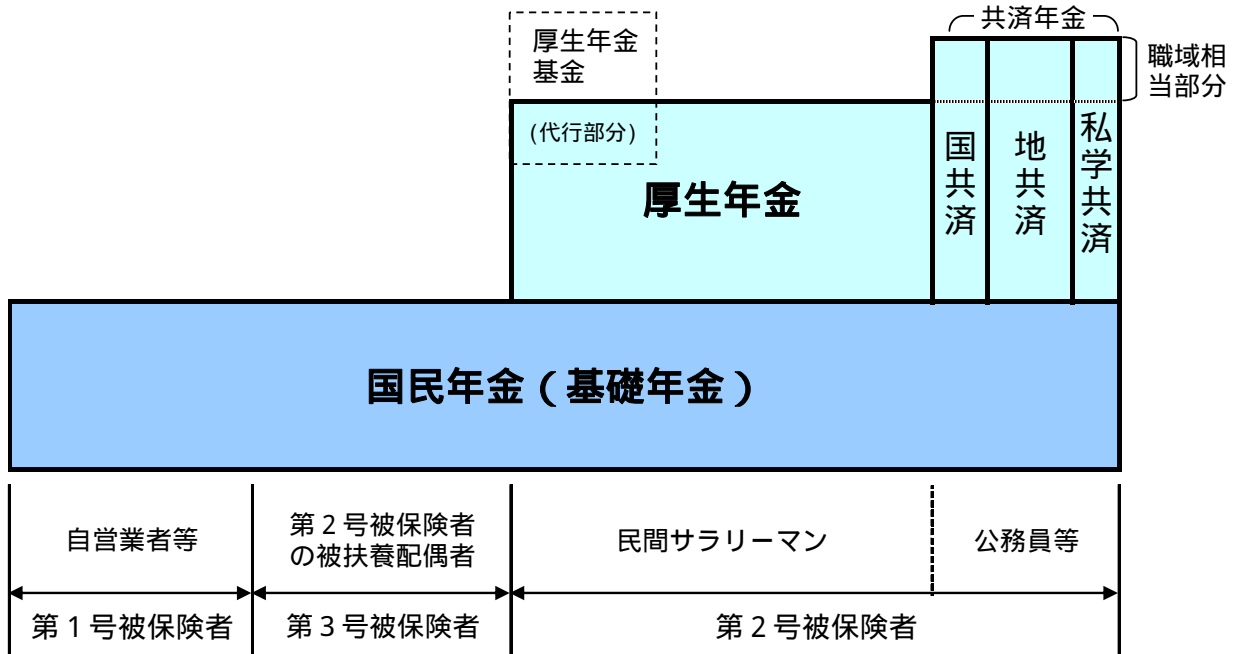 共済年金
厚生年金
基金
職域相
当部分
(代行部分)
厚生年金
国共済
地共済
私学共済
国民年金(基礎年金)
自営業者等
第2号被保険者
の被扶養配偶者
民間サラリーマン
公務員等
第1号被保険者
第3号被保険者
第2号被保険者